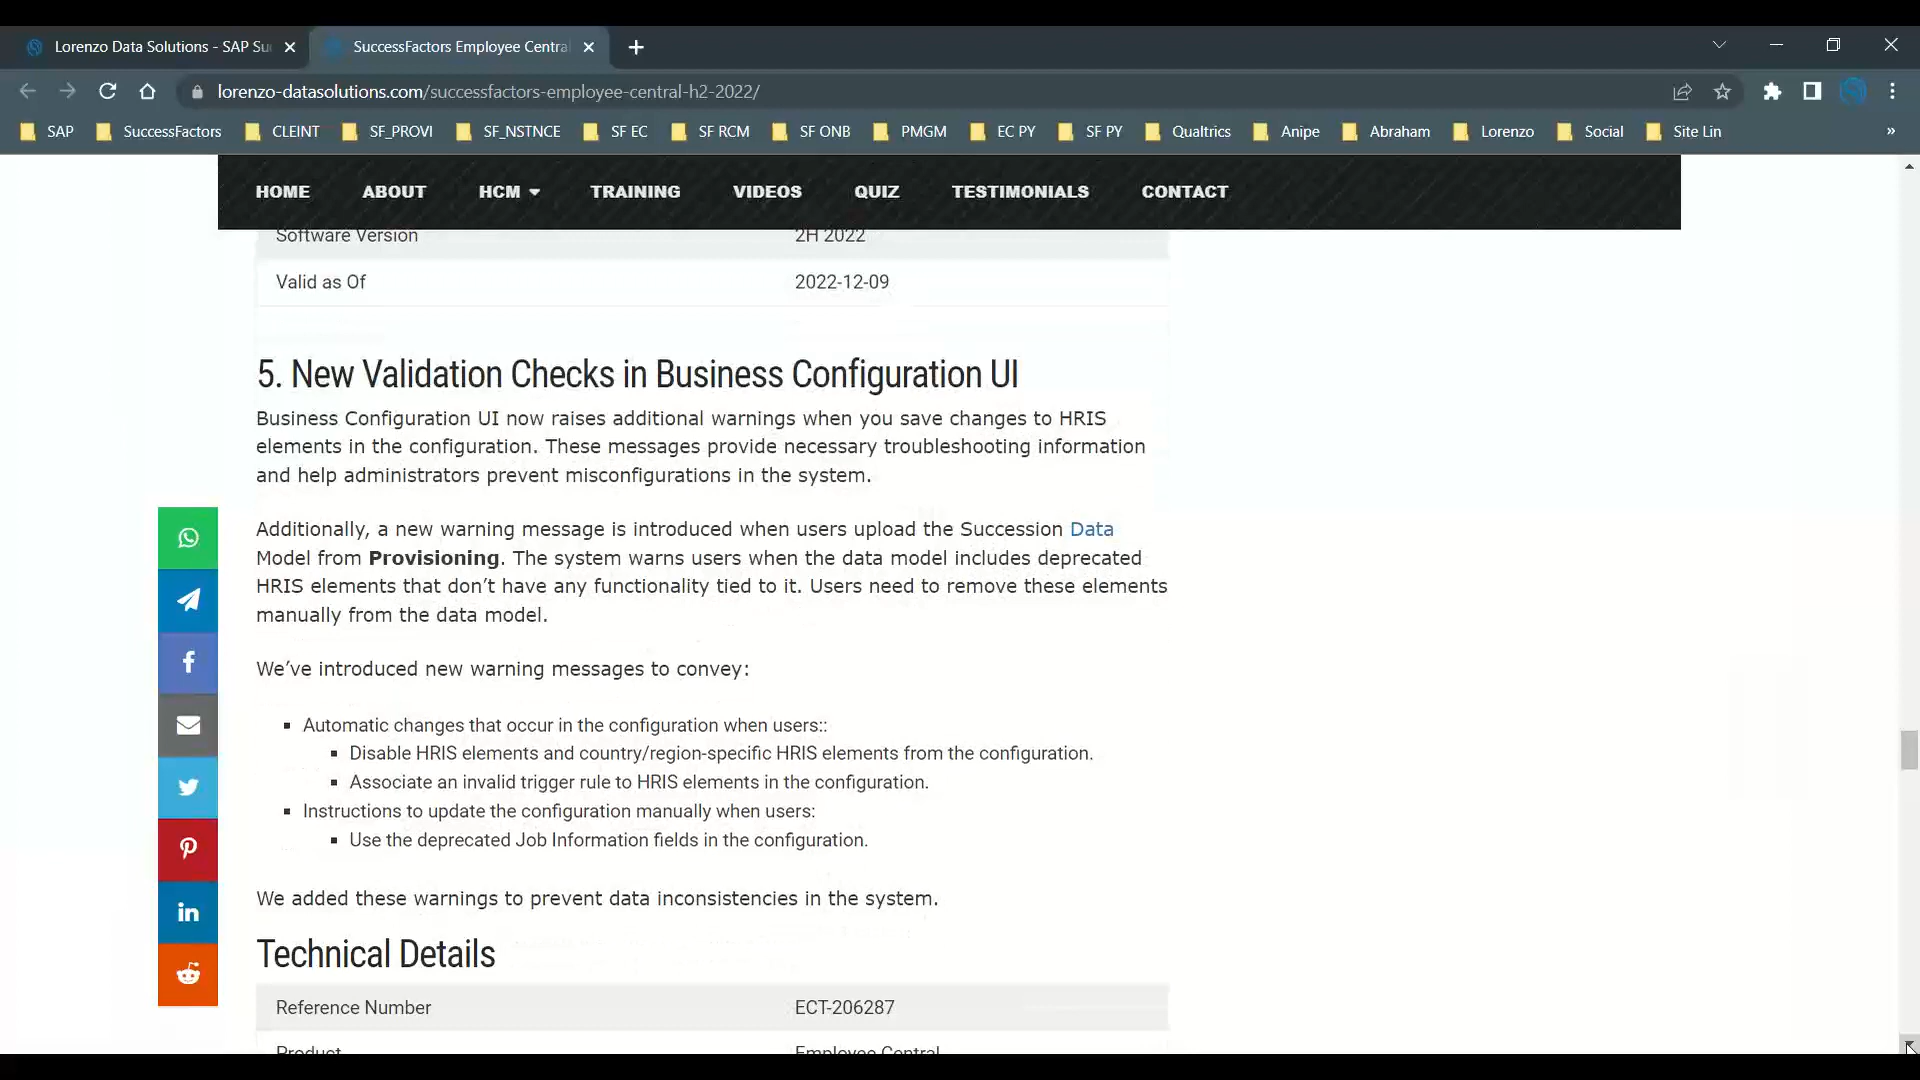 Lorenzo Data Solutions - SAP Su
SuccessFactors Employee Centra
lorenzo-datasolutions.com/successfactors-employee-central-h2-2022/
SAP SuccessFactors CLEINT SF_PROVI SF_NSTNCE SF EC SF RCM SF ONB PMGM EC PY SF PY Qualtrics Anipe Abraham Lorenzo Social Site Lin »
HOME ABOUT HCM TRAINING VIDEOS QUIZ TESTIMONIALS CONTACT
Software Version 2H 2022
Valid as Of 2022-12-09
5. New Validation Checks in Business Configuration UI
Business Configuration UI now raises additional warnings when you save changes to HRIS
elements in the configuration. These messages provide necessary troubleshooting information
and help administrators prevent misconfigurations in the system.
Additionally, a new warning message is introduced when users upload the Succession Data
Model from Provisioning. The system warns users when the data model includes deprecated
HRIS elements that don’t have any functionality tied to it. Users need to remove these elements
manually from the data model.
We’ve introduced new warning messages to convey:
Automatic changes that occur in the configuration when users::
Disable HRIS elements and country/region-specific HRIS elements from the configuration.
Associate an invalid trigger rule to HRIS elements in the configuration.
Instructions to update the configuration manually when users:
Use the deprecated Job Information fields in the configuration.
We added these warnings to prevent data inconsistencies in the system.
Technical Details
Reference Number ECT-206287
Product Employee Central